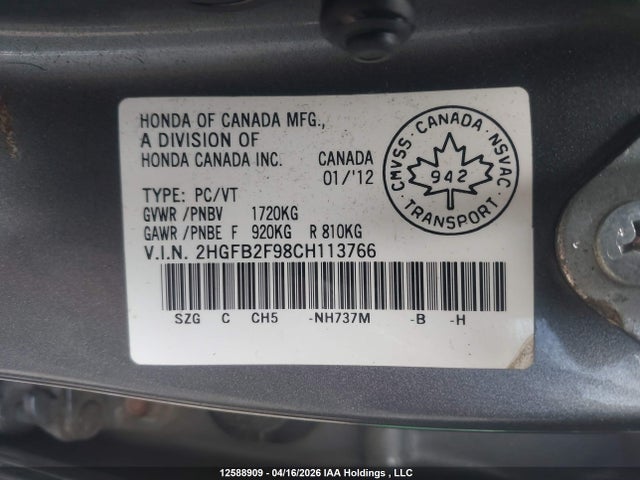 HONDA OF CANADA MFG.,
A DIVISION OF
HONDA CANADA INC. CANADA
01/'12
TYPE: PC/VT
GVWR /PNBV 1720KG
GAWR /PNBE F 920KG R 810KG
V.I.N. 2HGFB2F98CH113766
SZG C CH5 -NH737M -B -H
CMVSS · CANADA · NSVAC
942
TRANSPORT
12588909 - 04/16/2026 IAA Holdings , LLC